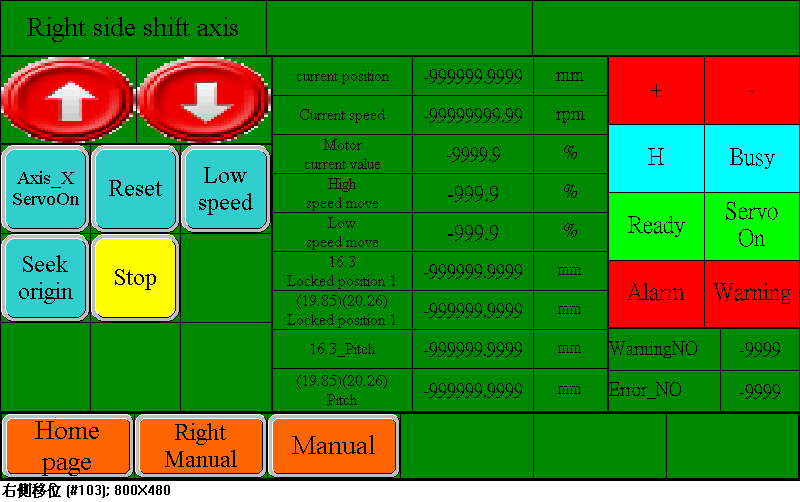 Right side shift axis
current position -999999.9999 mm
Current speed -99999999.99 rpm
Motor
current value -9999.9 %
High
speed move -999.9 %
Low
speed move -999.9 %
16.3
Locked position 1 -999999.9999 mm
(19.85)(20.26)
Locked position 1 -999999.9999 mm
16.3_Pitch -999999.9999 mm
(19.85)(20.26)
Pitch -999999.9999 mm
Axis_X
ServoOn
Reset
Low
speed
Seek
origin
Stop
+ -
H Busy
Ready
Servo
On
Alarm Warning
WarningNO -9999
Error_NO -9999
Home
page
Right
Manual
Manual
右側移位 (#103); 800X480